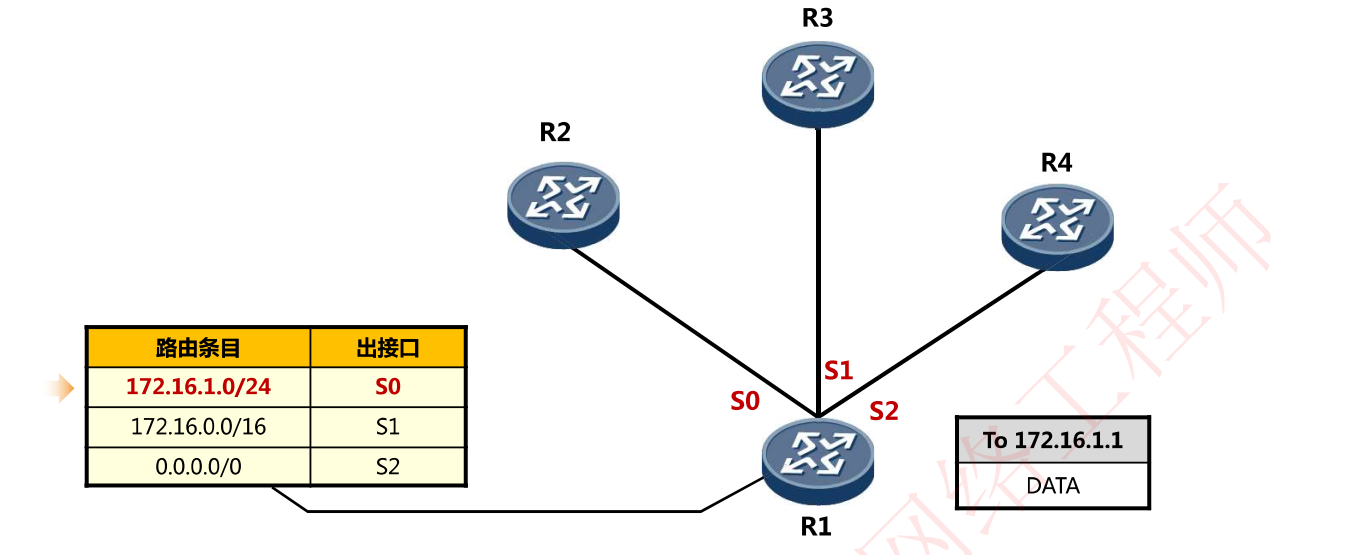 R3
R2
R4
S1
S0
S2
路由条目 出接口
172.16.1.0/24 S0
172.16.0.0/16 S1
0.0.0.0/0 S2
To 172.16.1.1
DATA
R1
网络工程师